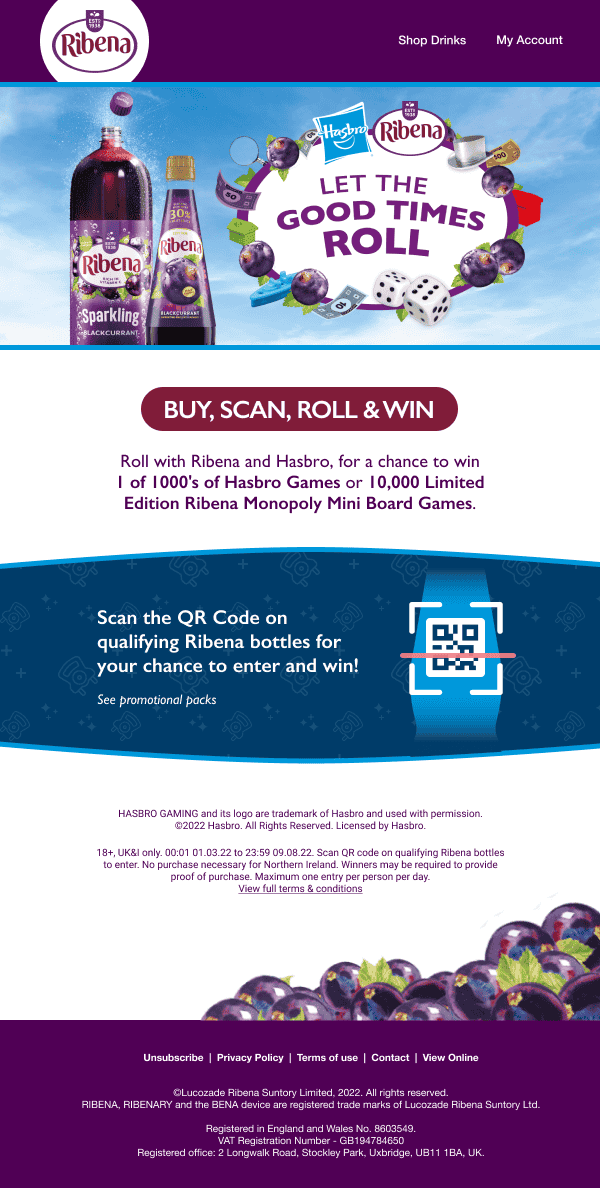 ESTD
1938
Ribena
Shop Drinks
My Account
Hasbro
ESTD
1938
Ribena
100
50
LET THE
GOOD TIMES
ROLL
30%
Ribena
ESTD
1938
Ribena
RICH IN
VITAMIN C
Sparkling
BLACKCURRANT
BLACKCURRANT
BUY, SCAN, ROLL & WIN
Roll with Ribena and Hasbro, for a chance to win
1 of 1000's of Hasbro Games or 10,000 Limited
Edition Ribena Monopoly Mini Board Games.
Scan the QR Code on
qualifying Ribena bottles for
your chance to enter and win!
See promotional packs
HASBRO GAMING and its logo are trademark of Hasbro and used with permission.
©2022 Hasbro. All Rights Reserved. Licensed by Hasbro.
18+, UK&I only. 00:01 01.03.22 to 23:59 09.08.22. Scan QR code on qualifying Ribena bottles
to enter. No purchase necessary for Northern Ireland. Winners may be required to provide
proof of purchase. Maximum one entry per person per day.
View full terms & conditions
Unsubscribe | Privacy Policy | Terms of use | Contact | View Online
©Lucozade Ribena Suntory Limited, 2022. All rights reserved.
RIBENA, RIBENARY and the BENA device are registered trade marks of Lucozade Ribena Suntory Ltd.
Registered in England and Wales No. 8603549.
VAT Registration Number - GB194784650
Registered office: 2 Longwalk Road, Stockley Park, Uxbridge, UB11 1BA, UK.